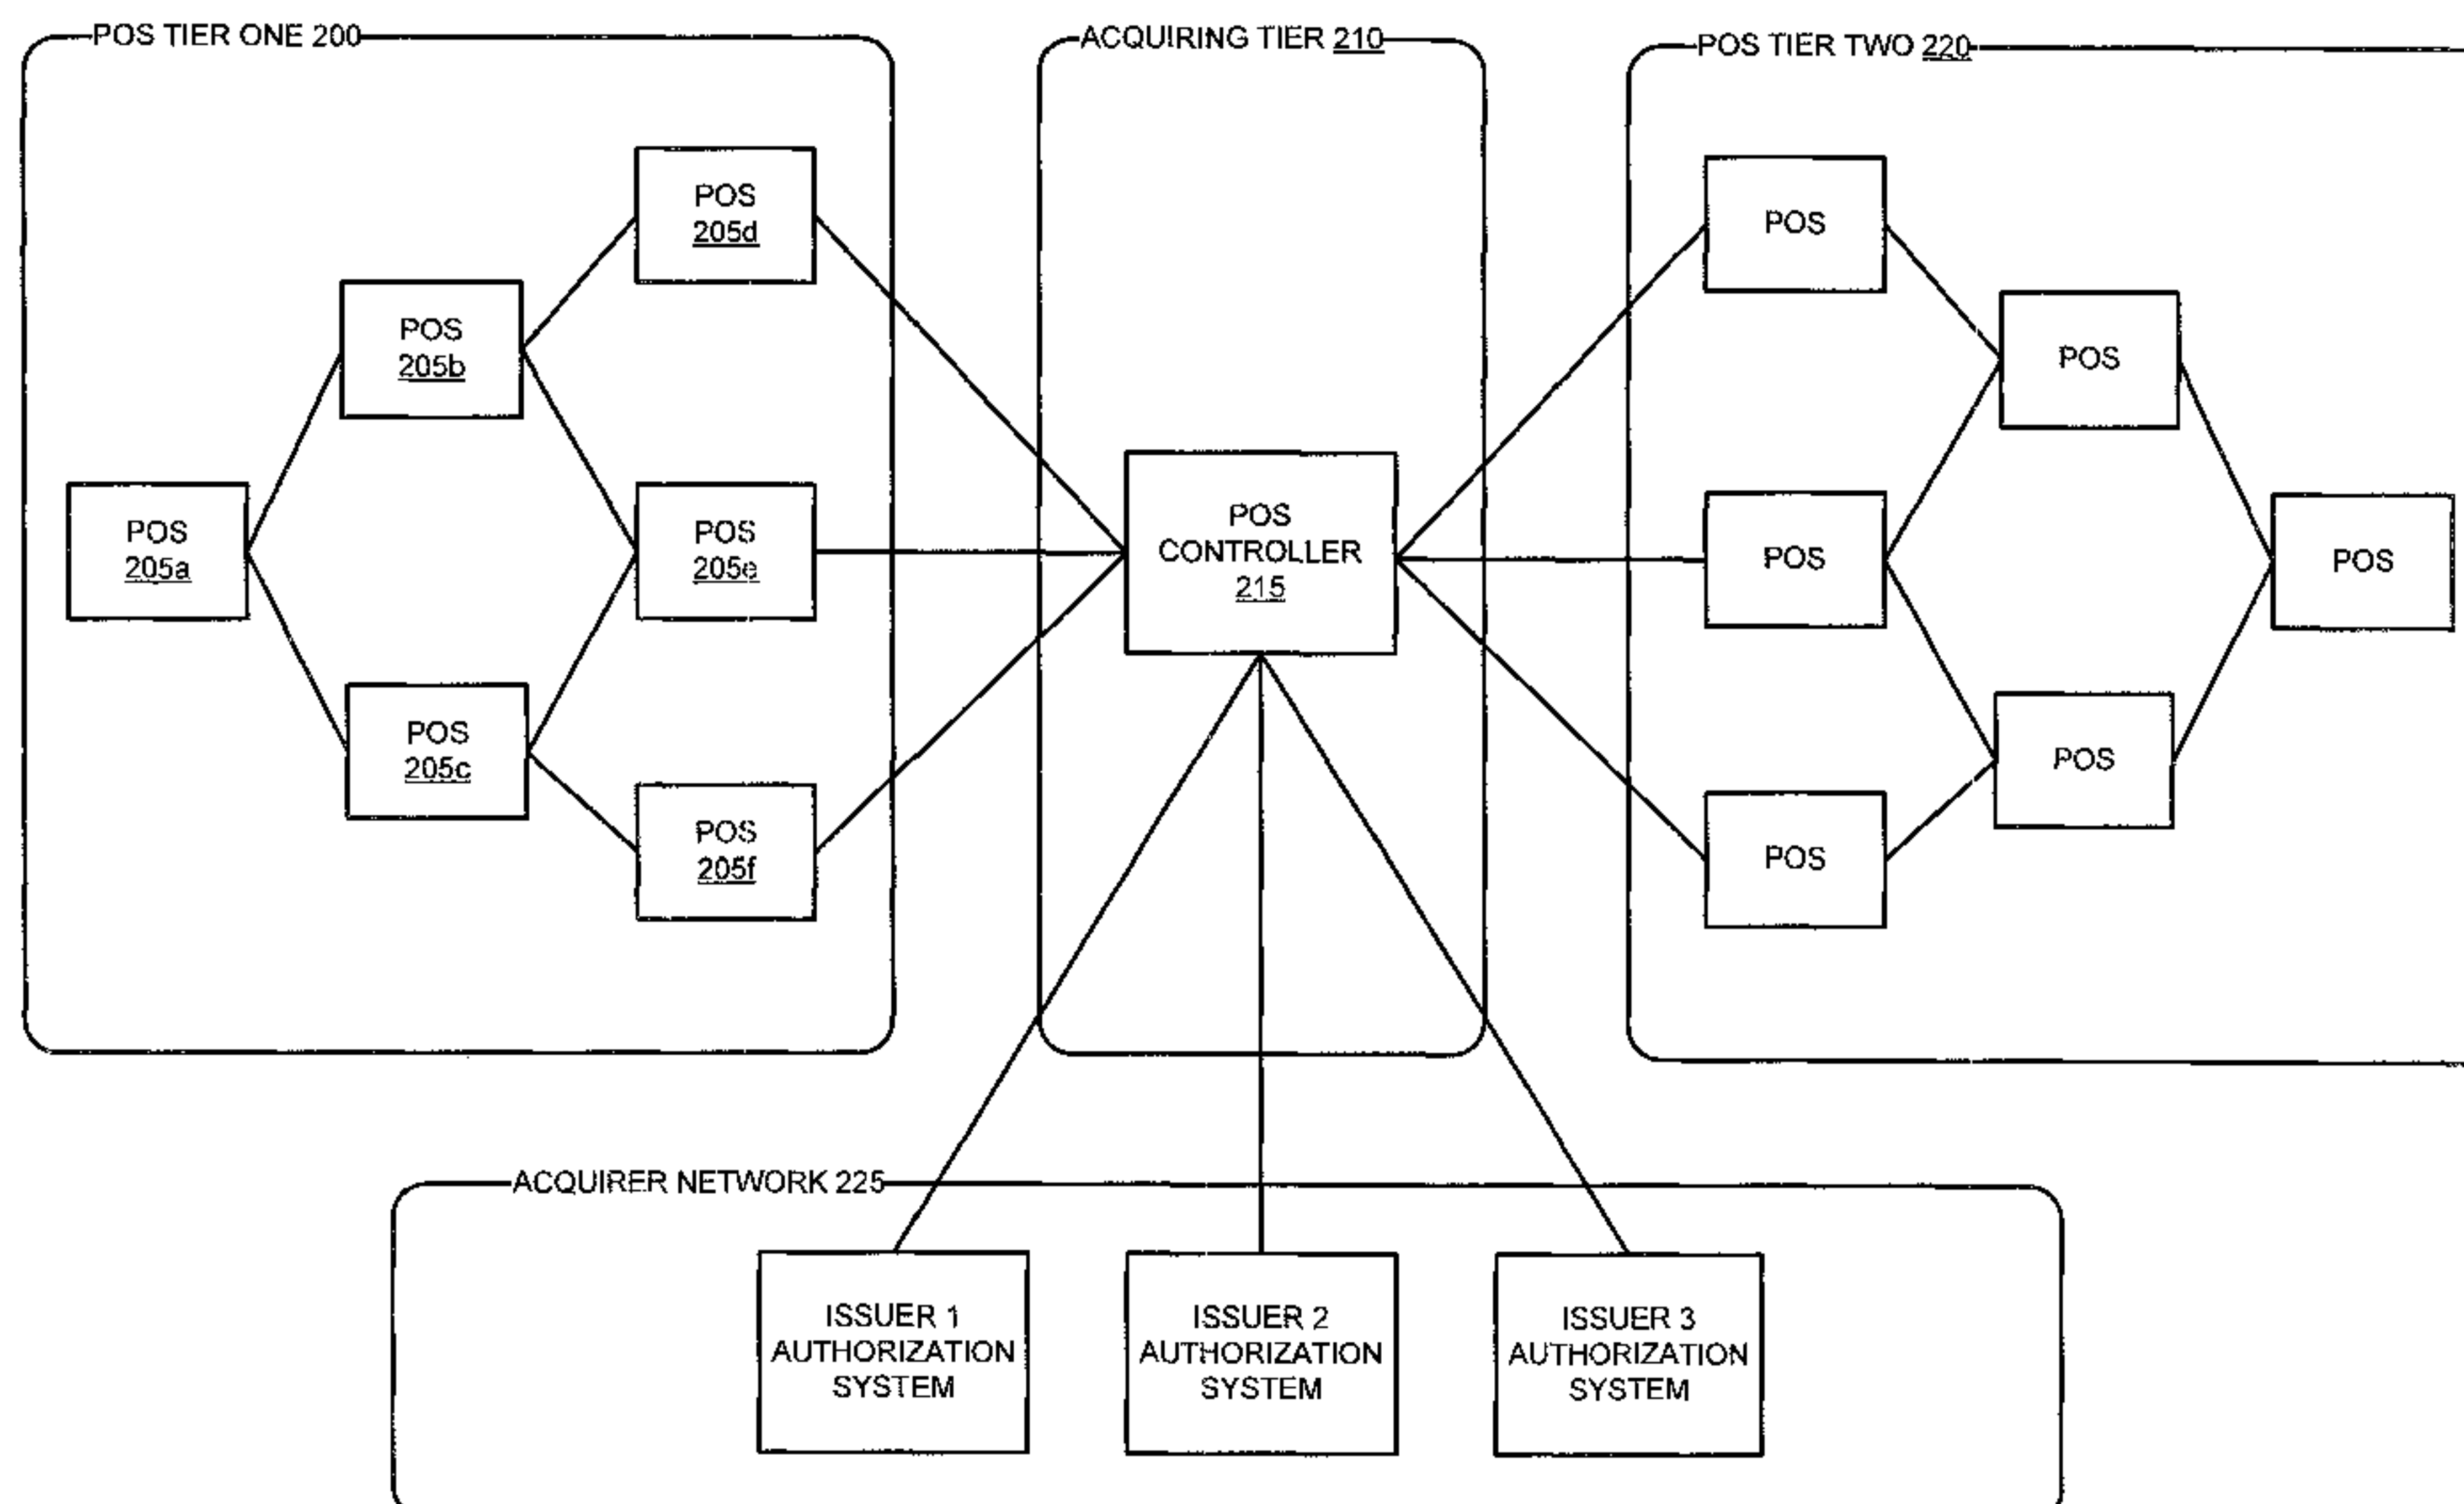 POS TIER ONE 200
ACQUIRING TIER 210
POS TIER TWO 220
POS
205d
POS
205b
POS
205a
POS
205e
POS
205c
POS
205f
POS
CONTROLLER
215
POS
POS
POS
POS
POS
POS
ACQUIRER NETWORK 225
ISSUER 1
AUTHORIZATION
SYSTEM
ISSUER 2
AUTHORIZATION
SYSTEM
ISSUER 3
AUTHORIZATION
SYSTEM